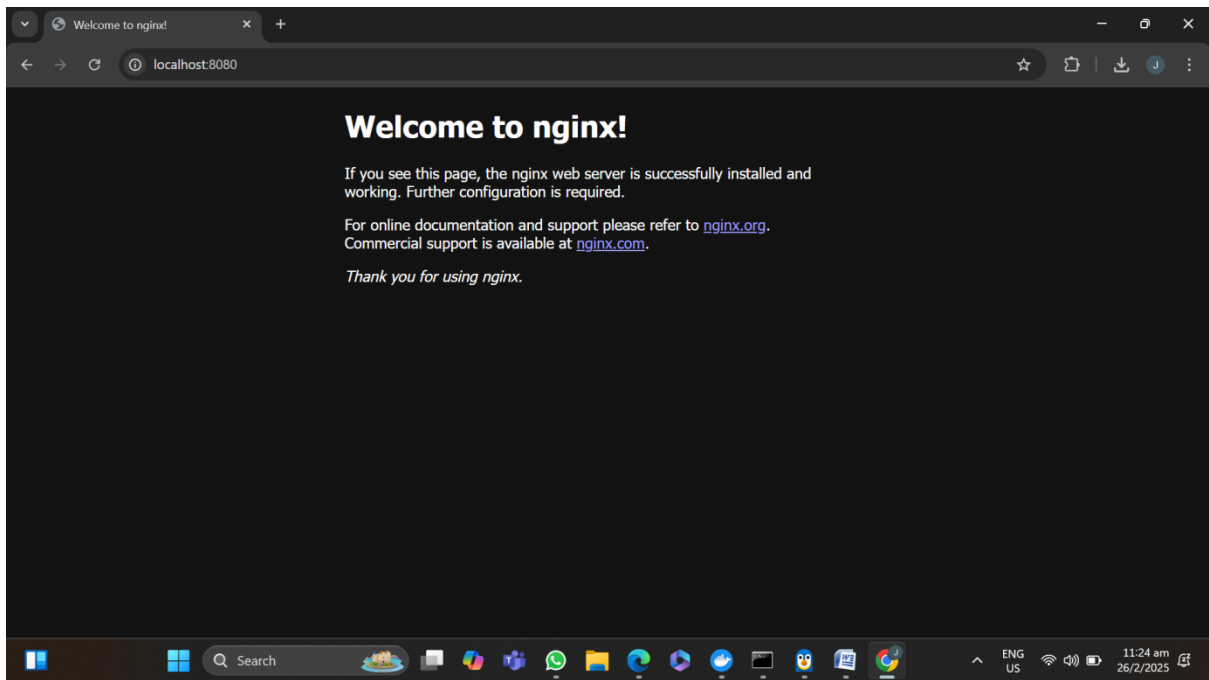 Welcome to nginx!
localhost:8080
J
Welcome to nginx!
If you see this page, the nginx web server is successfully installed and
working. Further configuration is required.
For online documentation and support please refer to nginx.org.
Commercial support is available at nginx.com.
Thank you for using nginx.
Search
ENG
US
11:24 am
26/2/2025